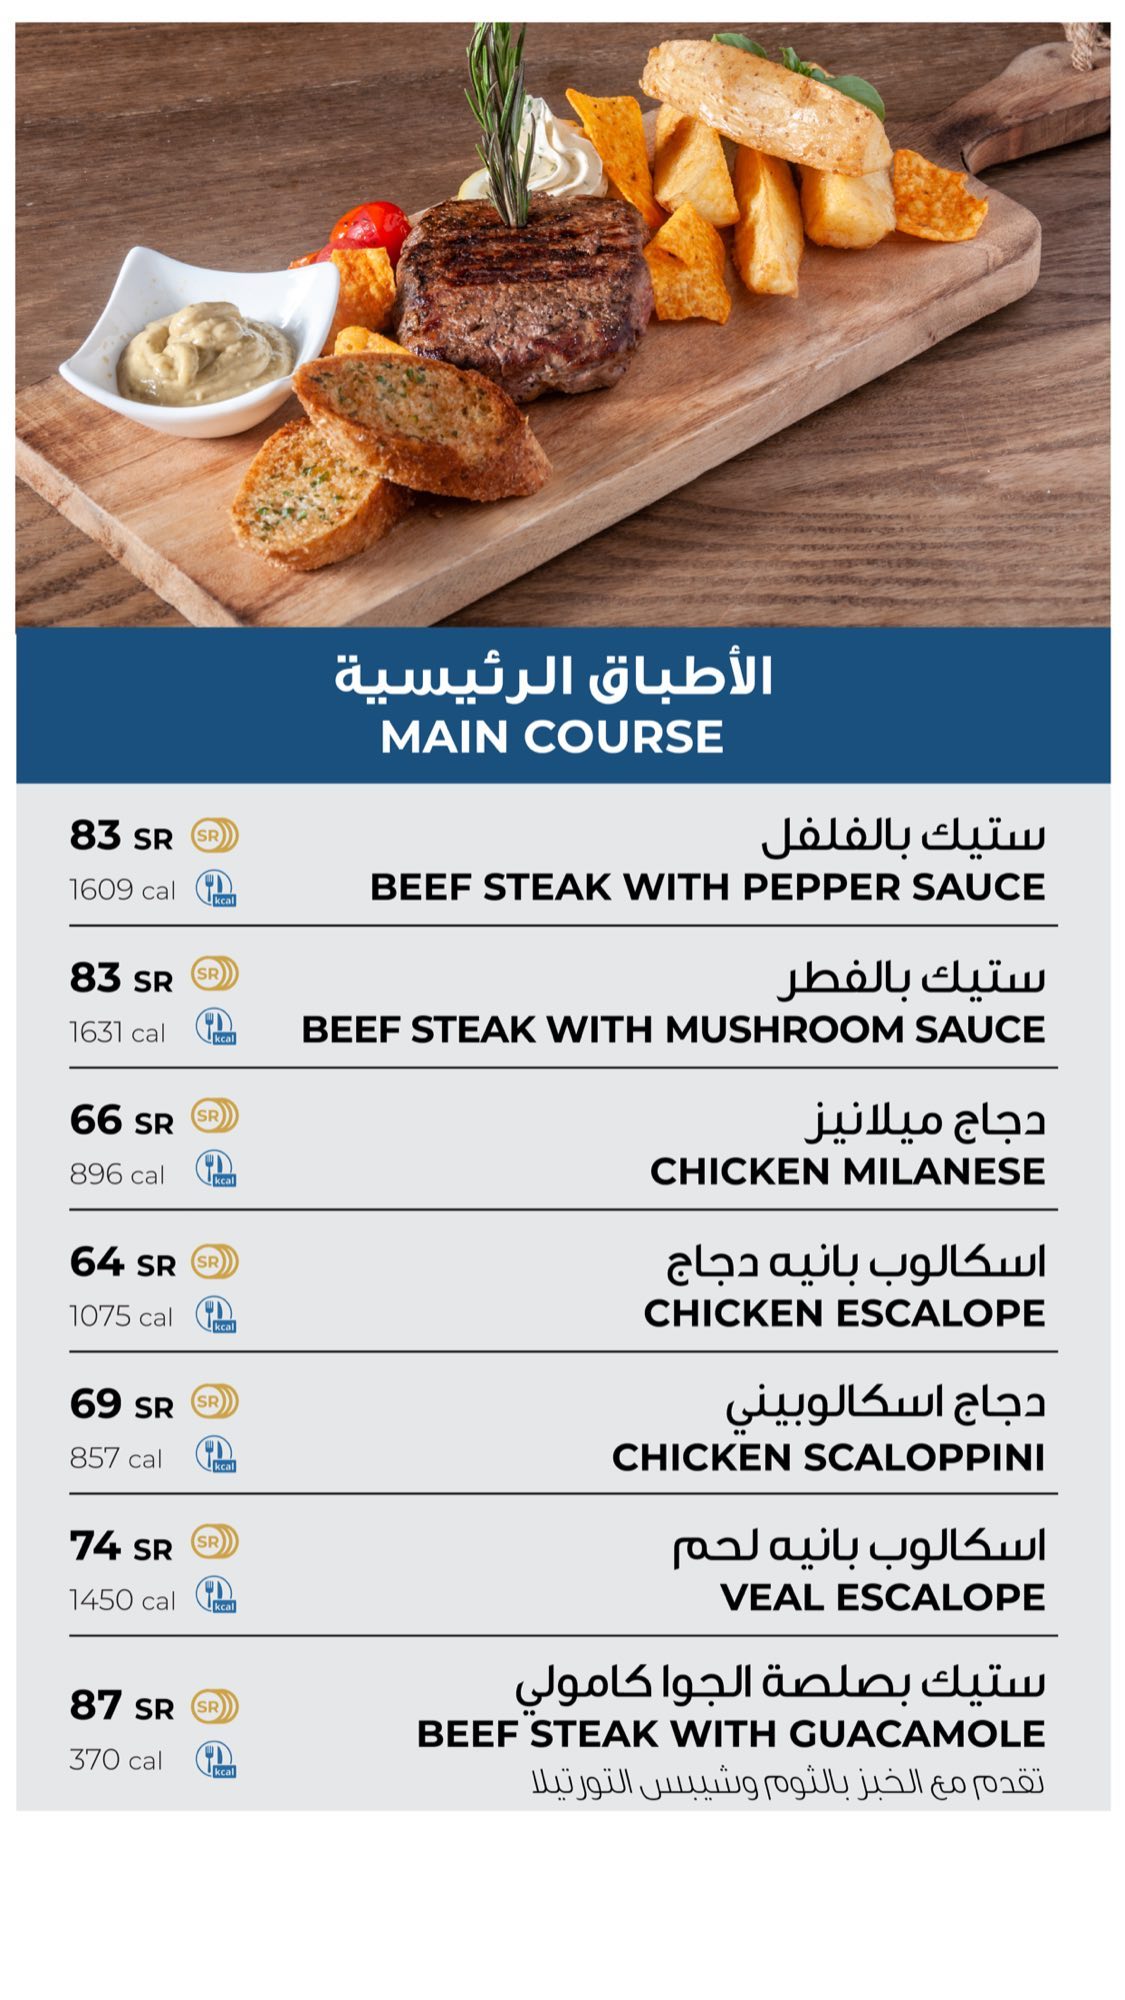 الأطباق الرئيسية
MAIN COURSE
83 SR SR ستيك بالفلفل
1609 cal kcal BEEF STEAK WITH PEPPER SAUCE
83 SR SR ستيك بالفطر
1631 cal kcal BEEF STEAK WITH MUSHROOM SAUCE
66 SR SR دجاج ميلانيز
896 cal kcal CHICKEN MILANESE
64 SR SR اسكالوب بانيه دجاج
1075 cal kcal CHICKEN ESCALOPE
69 SR SR دجاج اسكالوبيني
857 cal kcal CHICKEN SCALOPPINI
74 SR SR اسكالوب بانيه لحم
1450 cal kcal VEAL ESCALOPE
ستيك بصلصة الجوا كامولي
87 SR SR BEEF STEAK WITH GUACAMOLE
370 cal kcal تقدم مع الخبز بالثوم وشيبس التورتيلا